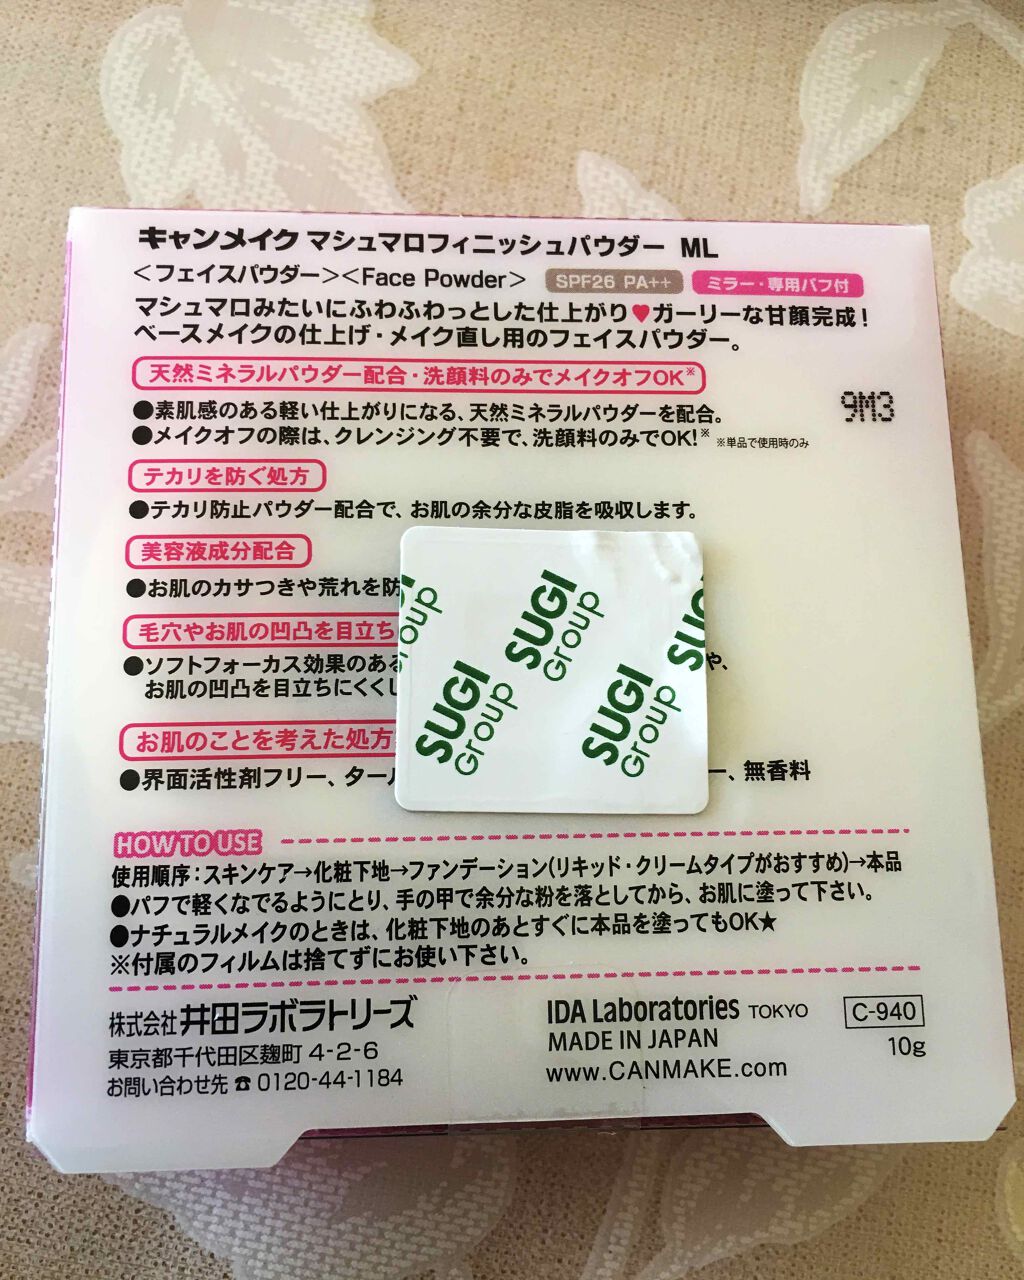 キャンメイク マシュマロフィニッシュパウダー ML
＜フェイスパウダー＞＜Face Powder＞ SPF26 PA++ ミラー・専用パフ付
マシュマロみたいにふわふわっとした仕上がり♥ガーリーな甘顔完成！
ベースメイクの仕上げ・メイク直し用のフェイスパウダー。
天然ミネラルパウダー配合・洗顔料のみでメイクオフOK※
9M3
●素肌感のある軽い仕上がりになる、天然ミネラルパウダーを配合。
●メイクオフの際は、クレンジング不要で、洗顔料のみでOK!※ ※単品で使用時のみ
テカリを防ぐ処方
●テカリ防止パウダー配合で、お肌の余分な皮脂を吸収します。
美容液成分配合
●お肌のカサつきや荒れを防
毛穴やお肌の凹凸を目立ち
●ソフトフォーカス効果のある や、
お肌の凹凸を目立ちにくくし
お肌のことを考えた処方
●界面活性剤フリー、タール ー、無香料
Group
SUGI
Group
SUGI
SUGI
Group
SUGI
Group
HOW TO USE
使用順序：スキンケア→化粧下地→ファンデーション(リキッド・クリームタイプがおすすめ)→本品
●パフで軽くなでるようにとり、手の甲で余分な粉を落としてから、お肌に塗って下さい。
●ナチュラルメイクのときは、化粧下地のあとすぐに本品を塗ってもOK★
※付属のフィルムは捨てずにお使い下さい。
株式会社井田ラボラトリーズ
東京都千代田区麹町 4-2-6
お問い合わせ先 ☎ 0120-44-1184
IDA Laboratories TOKYO
MADE IN JAPAN
www.CANMAKE.com
C-940
10g